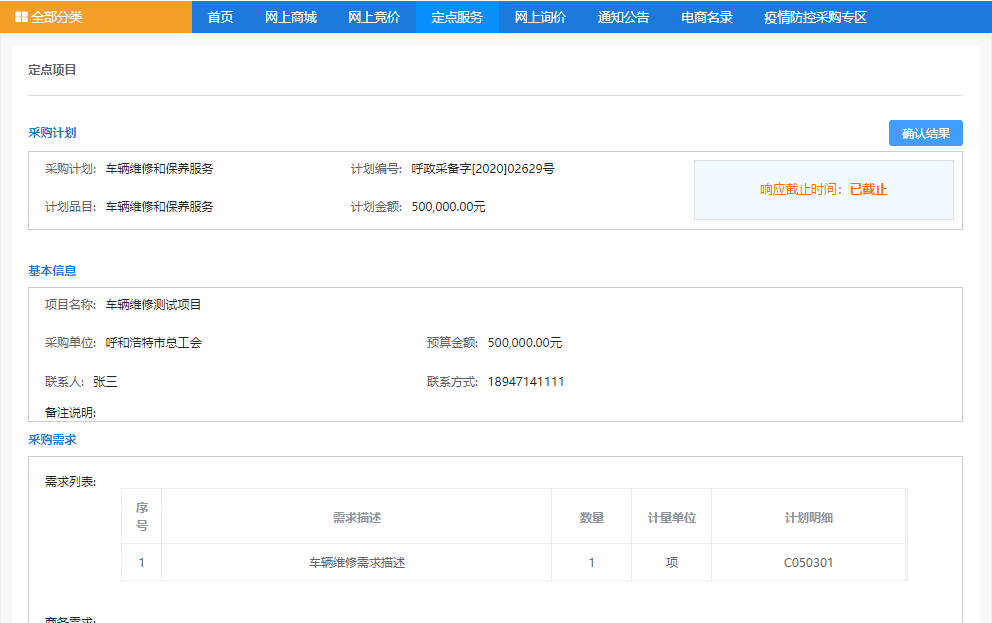 全部分类 首页 网上商城 网上竞价 定点服务 网上询价 通知公告 电商名录 疫情防控采购专区
定点项目
采购计划 确认结果
采购计划: 车辆维修和保养服务 计划编号: 呼政采备字[2020]02629号
响应截止时间: 已截止
计划品目: 车辆维修和保养服务 计划金额: 500,000.00元
基本信息
项目名称: 车辆维修测试项目
采购单位: 呼和浩特市总工会 预算金额: 500,000.00元
联系人: 张三 联系方式: 18947141111
备注说明:
采购需求
需求列表:
序号 需求描述 数量 计量单位 计划明细
1 车辆维修需求描述 1 项 C050301
商务需求: